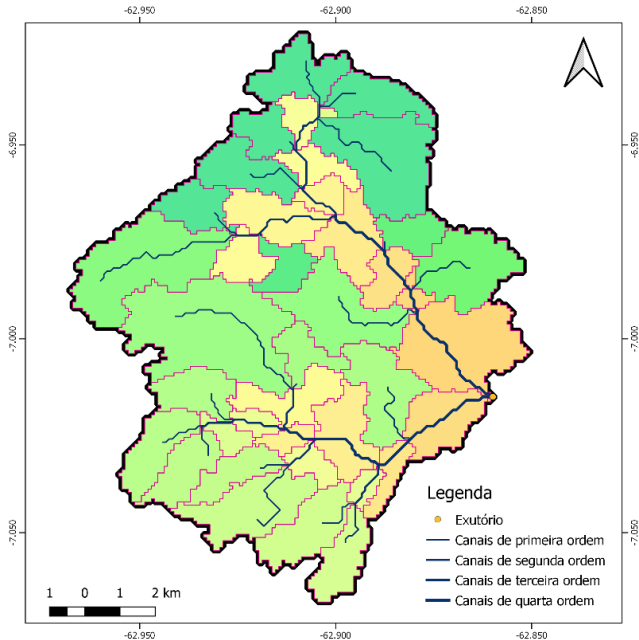 -62.995 -62.900 -62.850
-6.950 -6.950
-7.000 -7.000
-7.050 -7.050
Legenda
Exutório
Canais de primeira ordem
Canais de segunda ordem
Canais de terceira ordem
Canais de quarta ordem
1 0 1 2 km
-62.995 -62.900 -62.850